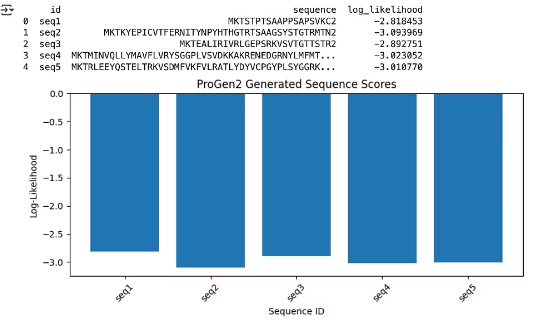 id sequence log_likelihood
0 seq1 MKTSTPTSAAPPSAPSVKC2 -2.818453
1 seq2 MKTKYEPICVTFERNITYNPYHTHGTRTSAAGSYSTGTRMTN2 -3.093969
2 seq3 MKTEALIRIVRLGEPSRKVSVTGTTSTR2 -2.892751
3 seq4 MKTMINVQLLYMAVFLVRYSGGPLVSVDKKAKRENEDGRNYLMFMT... -3.023052
4 seq5 MKTRLEEYQSTELTRKVSDMFVKFVLRATLYDYVCPGYPLSYGGRK... -3.010770
ProGen2 Generated Sequence Scores
Log-Likelihood
0.0
−0.5
−1.0
−1.5
−2.0
−2.5
−3.0
seq1
seq2
seq3
seq4
seq5
Sequence ID